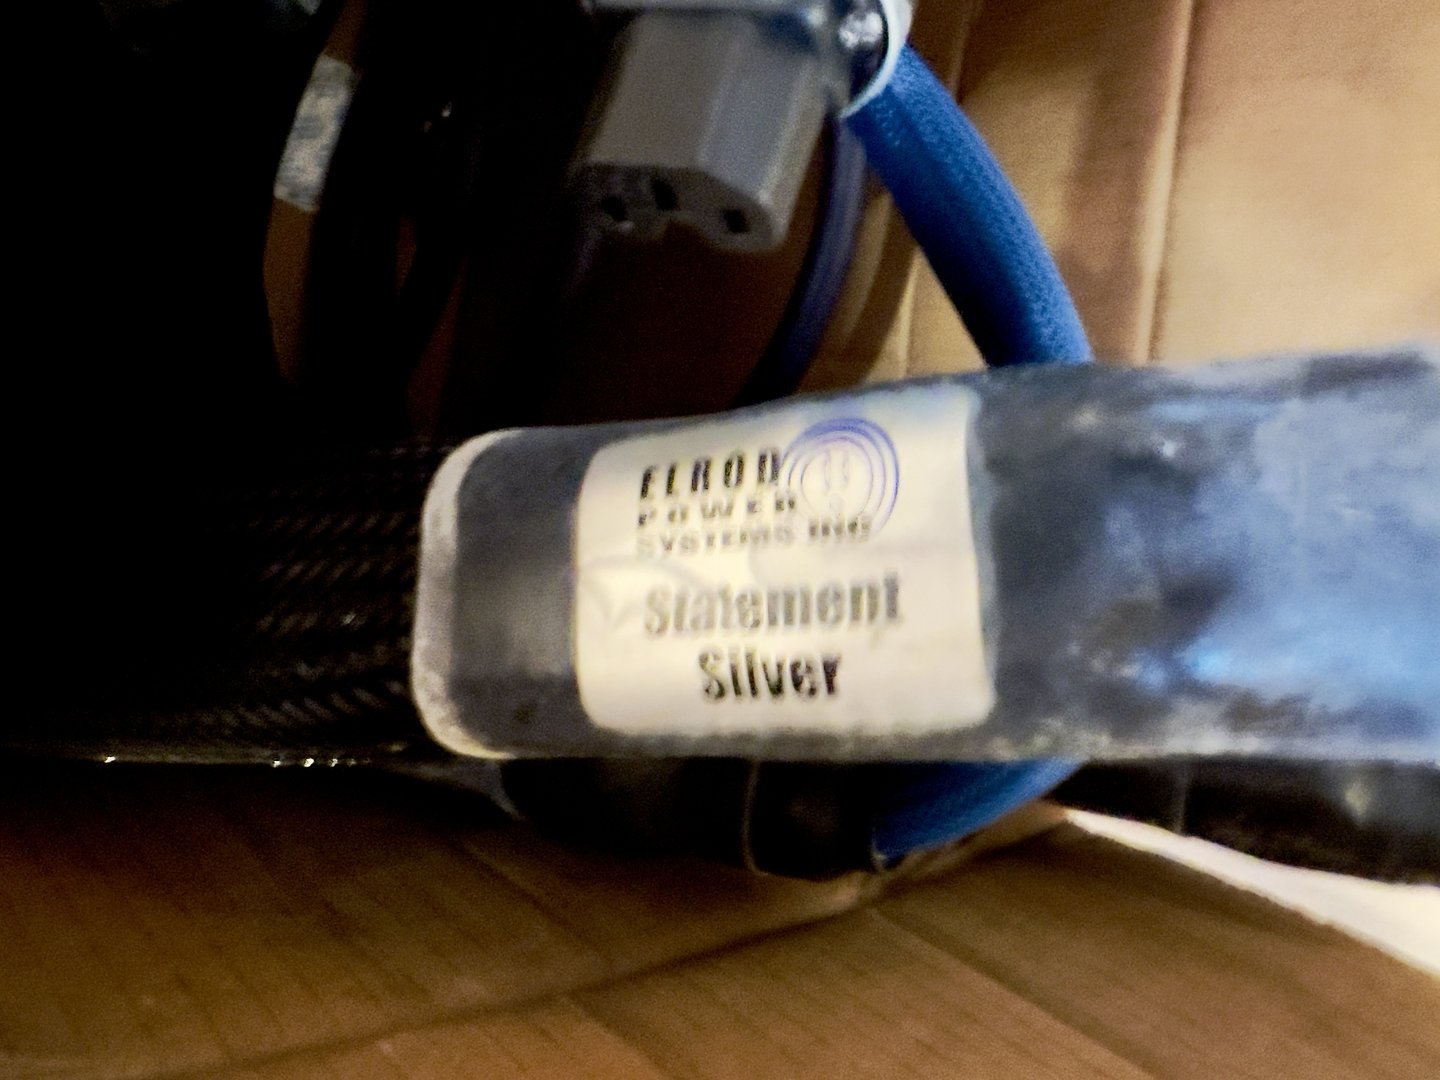 ELROD
POWER
SYSTEMS INC
Statement
Silver